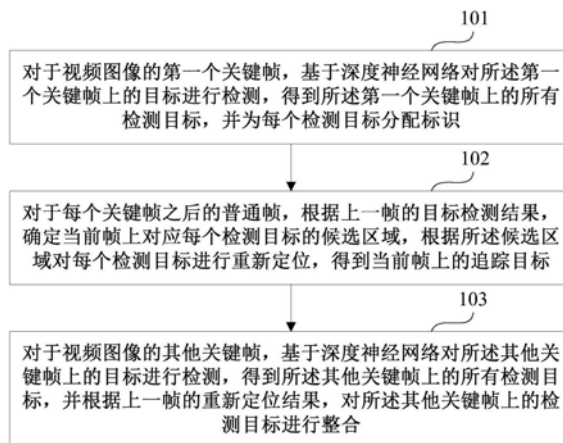 101
对于视频图像的第一个关键帧，基于深度神经网络对所述第一
个关键帧上的目标进行检测，得到所述第一个关键帧上的所有
检测目标，并为每个检测目标分配标识
102
对于每个关键帧之后的普通帧，根据上一帧的目标检测结果，
确定当前帧上对应每个检测目标的候选区域，根据所述候选区
域对每个检测目标进行重新定位，得到当前帧上的追踪目标
103
对于视频图像的其他关键帧，基于深度神经网络对所述其他关
键帧上的目标进行检测，得到所述其他关键帧上的所有检测目
标，并根据上一帧的重新定位结果，对所述其他关键帧上的检
测目标进行整合